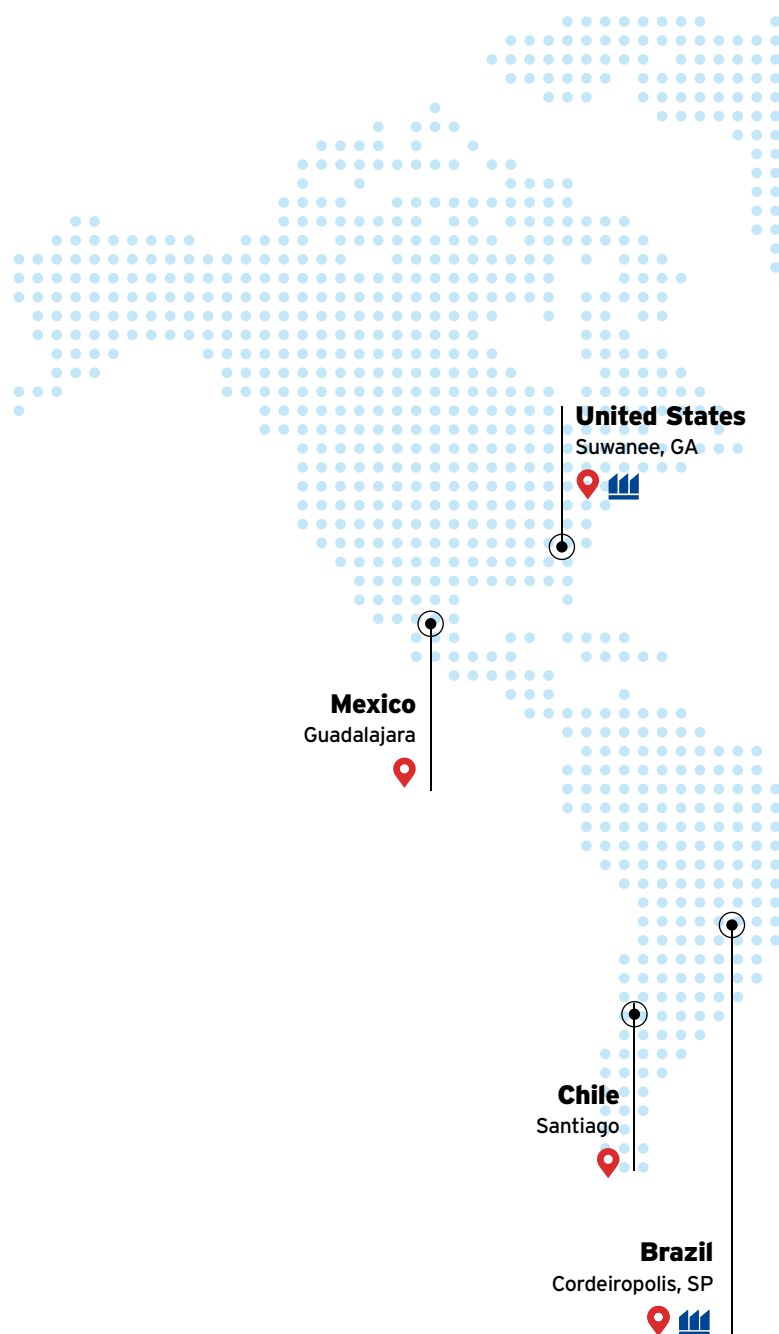 United States
Suwanee, GA
Mexico
Guadalajara
Chile
Santiago
Brazil
Cordeiropolis, SP